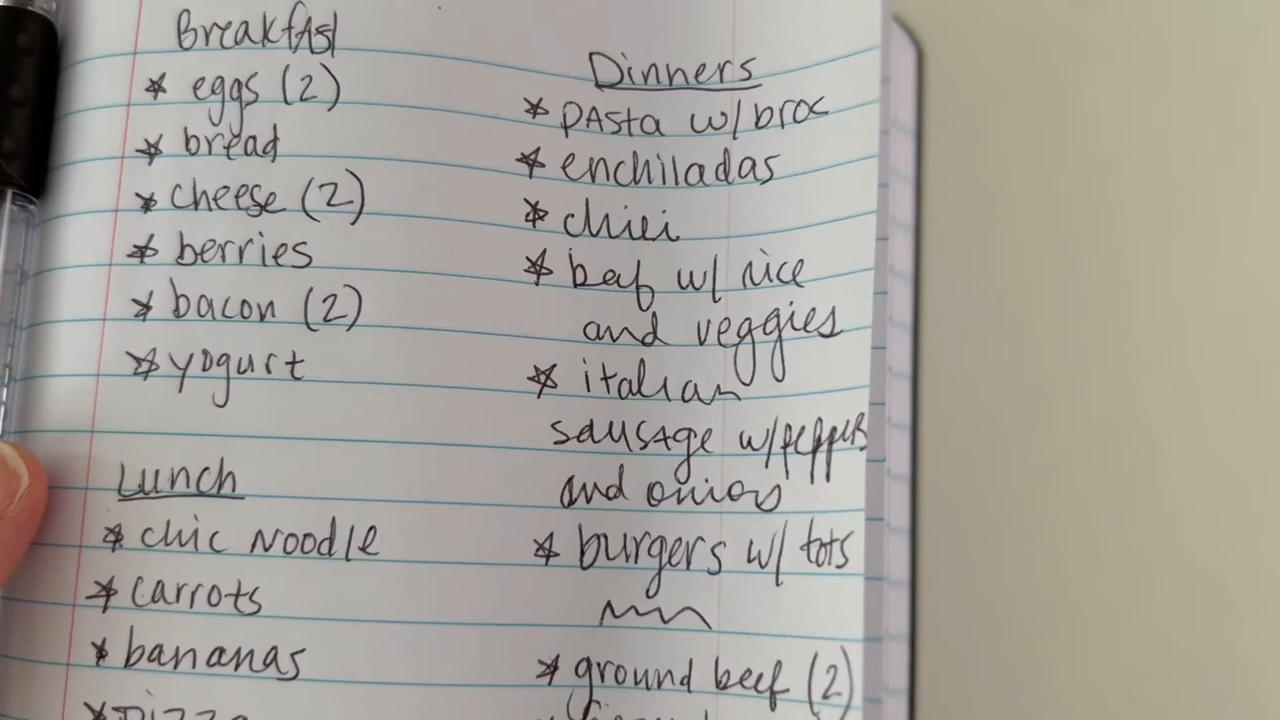 Breakfast
* eggs (2)
* bread
* cheese (2)
* berries
* bacon (2)
* yogurt
Lunch
* chic Noodle
* carrots
* bananas
* pizza
Dinners
* pasta w/ broc
* enchiladas
* chili
* beef w/ rice
and veggies
* italian
sausage w/ peppers
and onions
* burgers w/ tots
* ground beef (2)